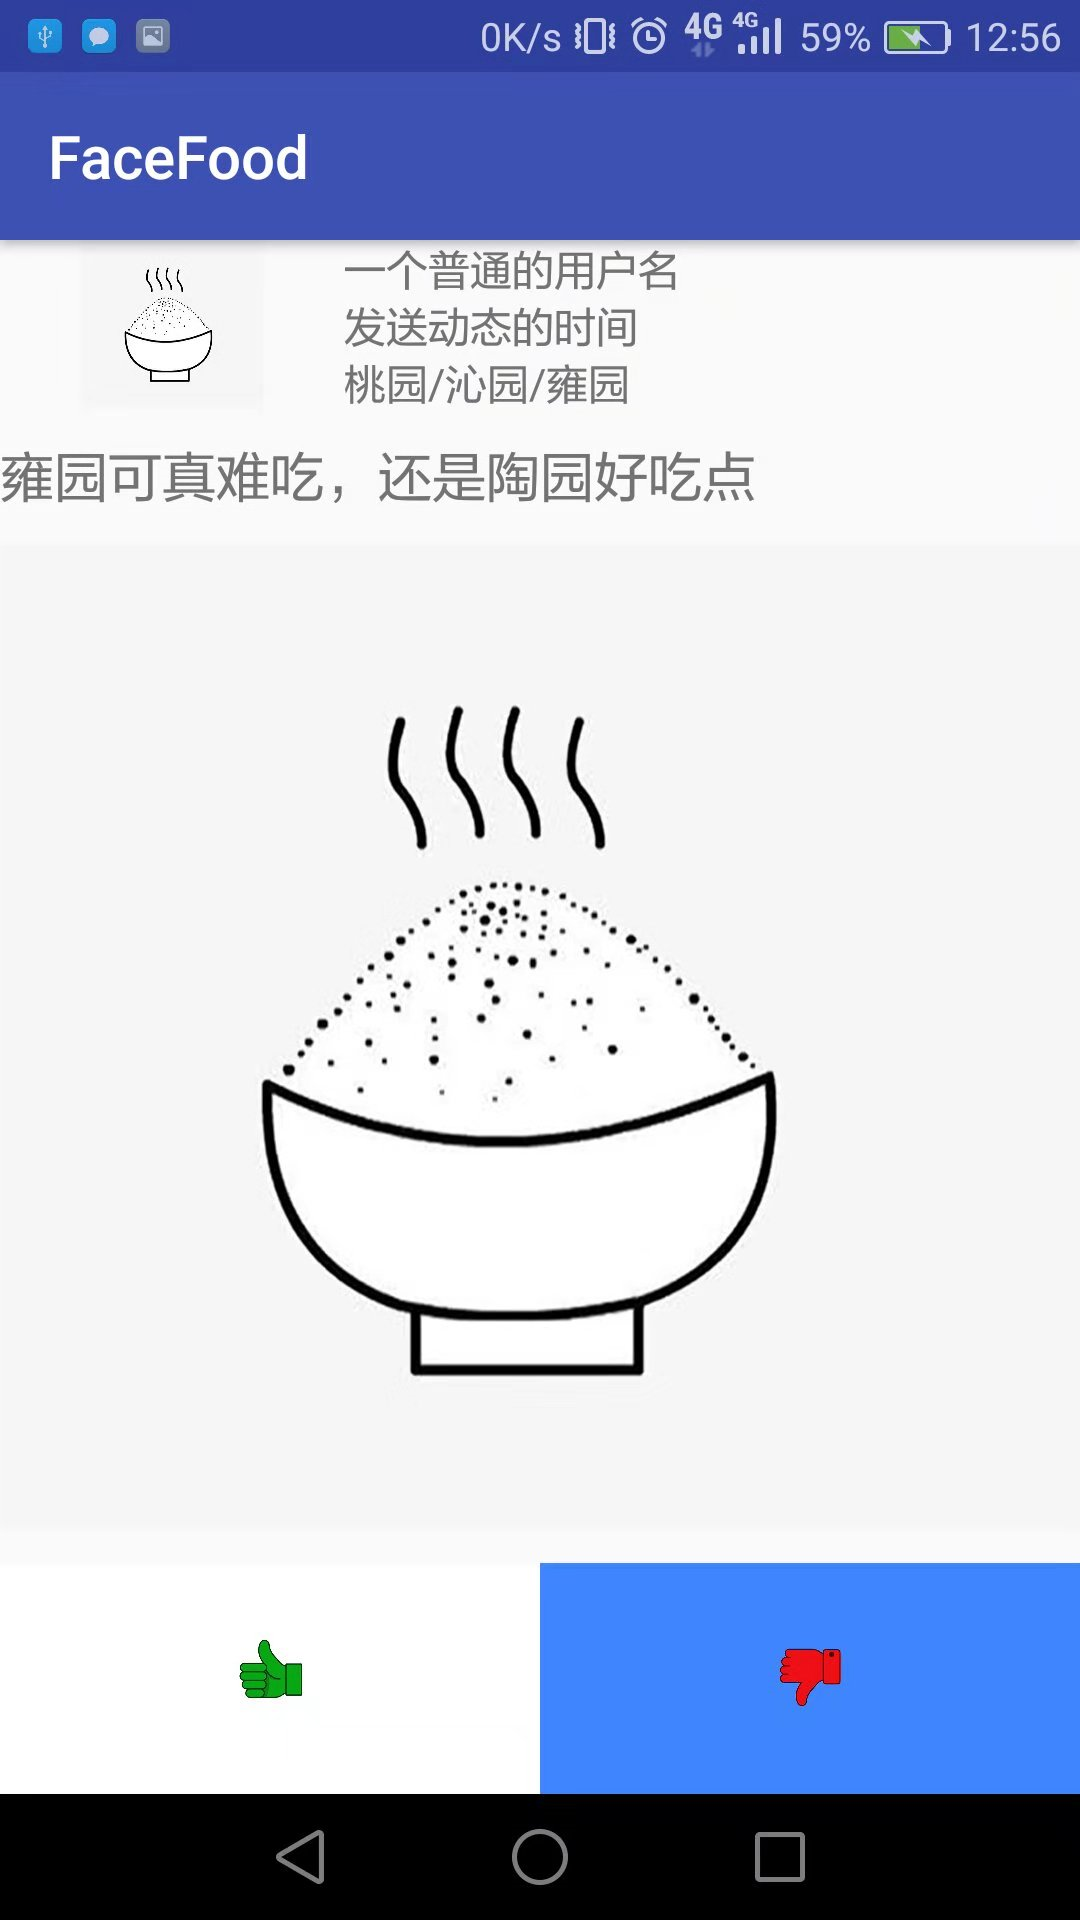 0K/s 4G 4G 59% 12:56
FaceFood
一个普通的用户名
发送动态的时间
桃园/沁园/雍园
雍园可真难吃，还是陶园好吃点